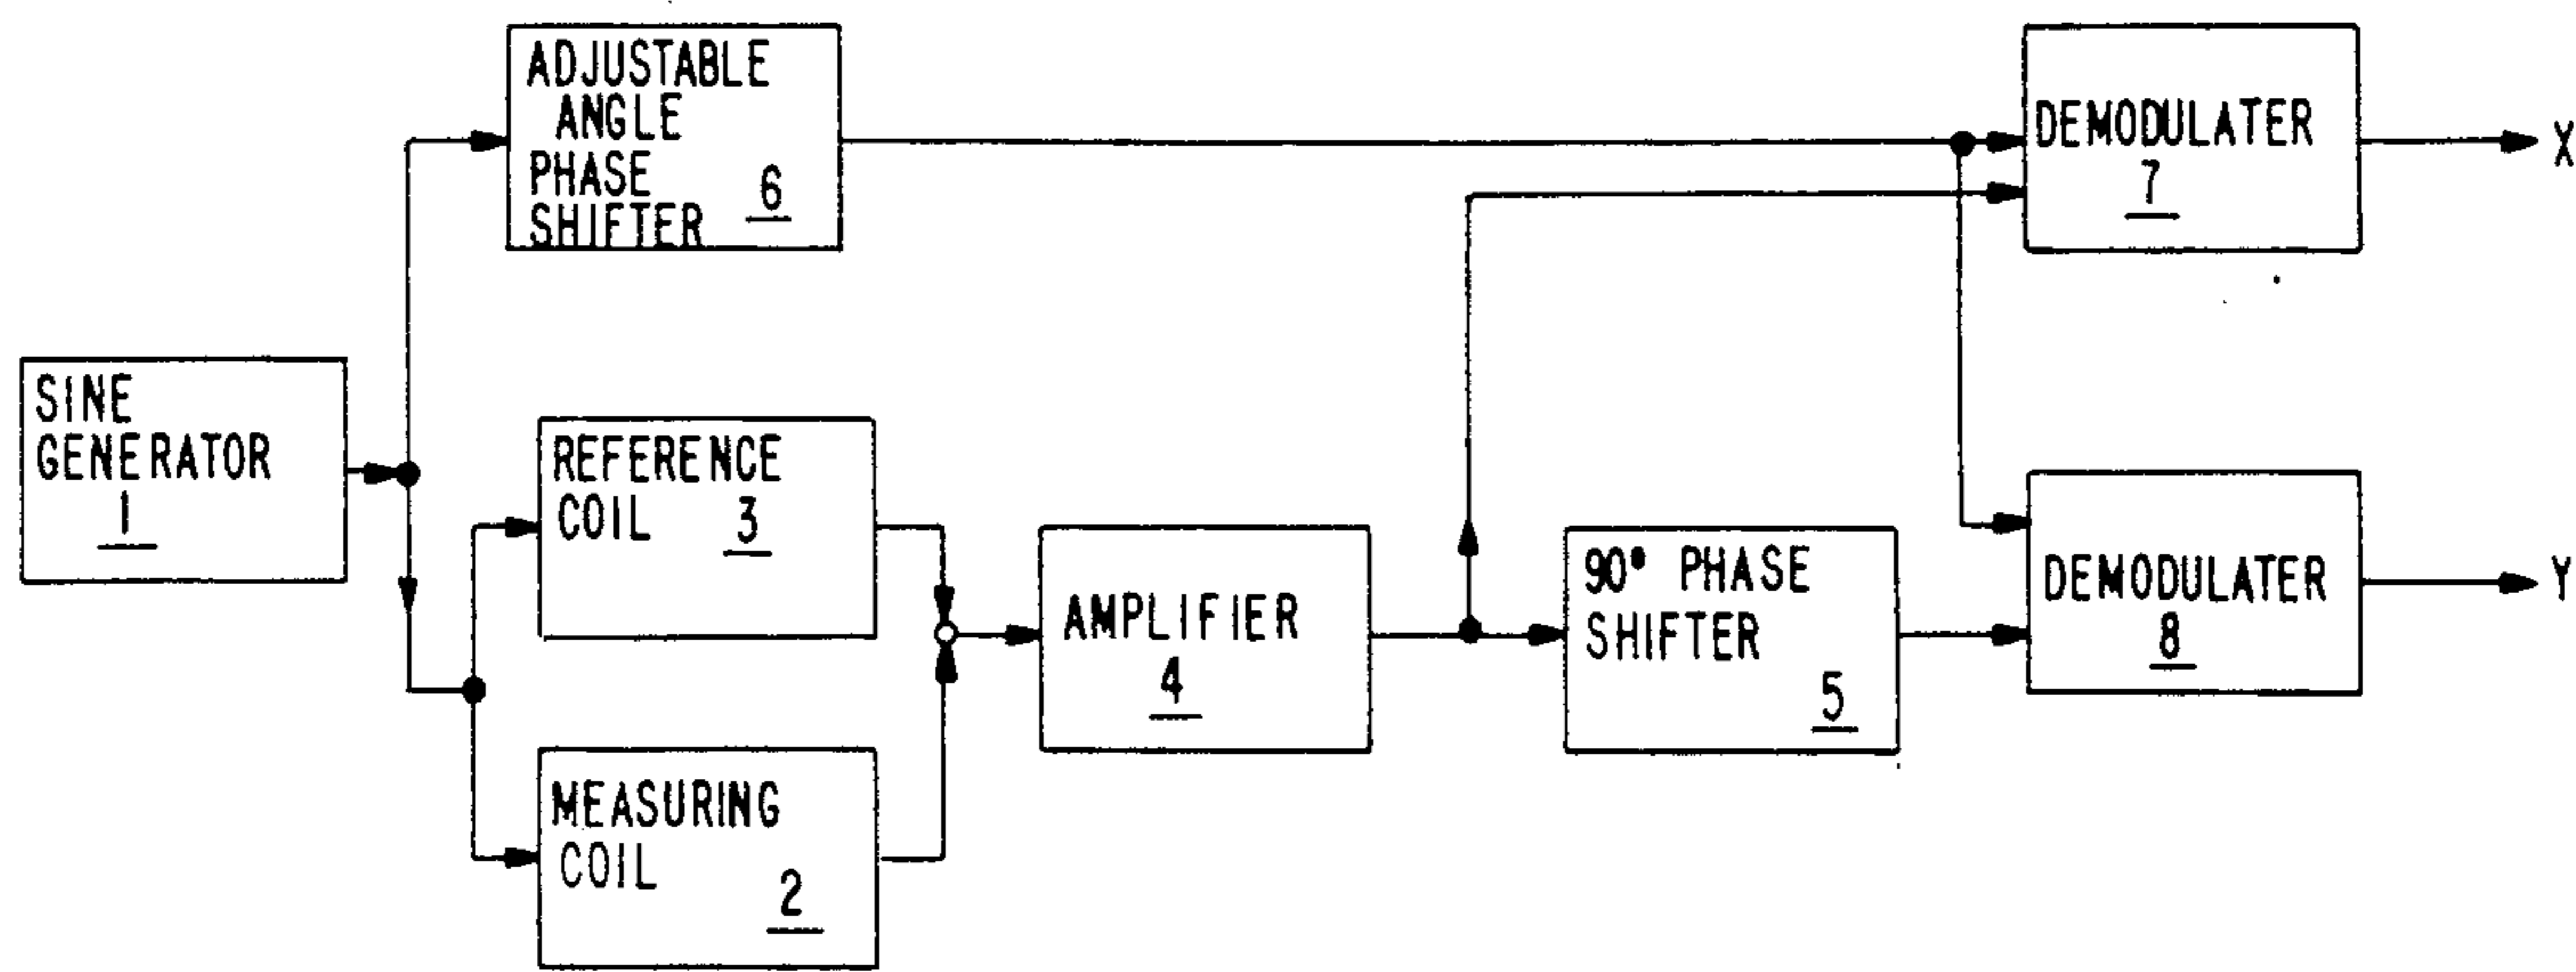 ADJUSTABLE
ANGLE
PHASE
SHIFTER 6
DEMODULATER
7
X
SINE
GENERATOR
1
REFERENCE
COIL 3
AMPLIFIER
4
90° PHASE
SHIFTER
5
DEMODULATER
8
Y
MEASURING
COIL
2